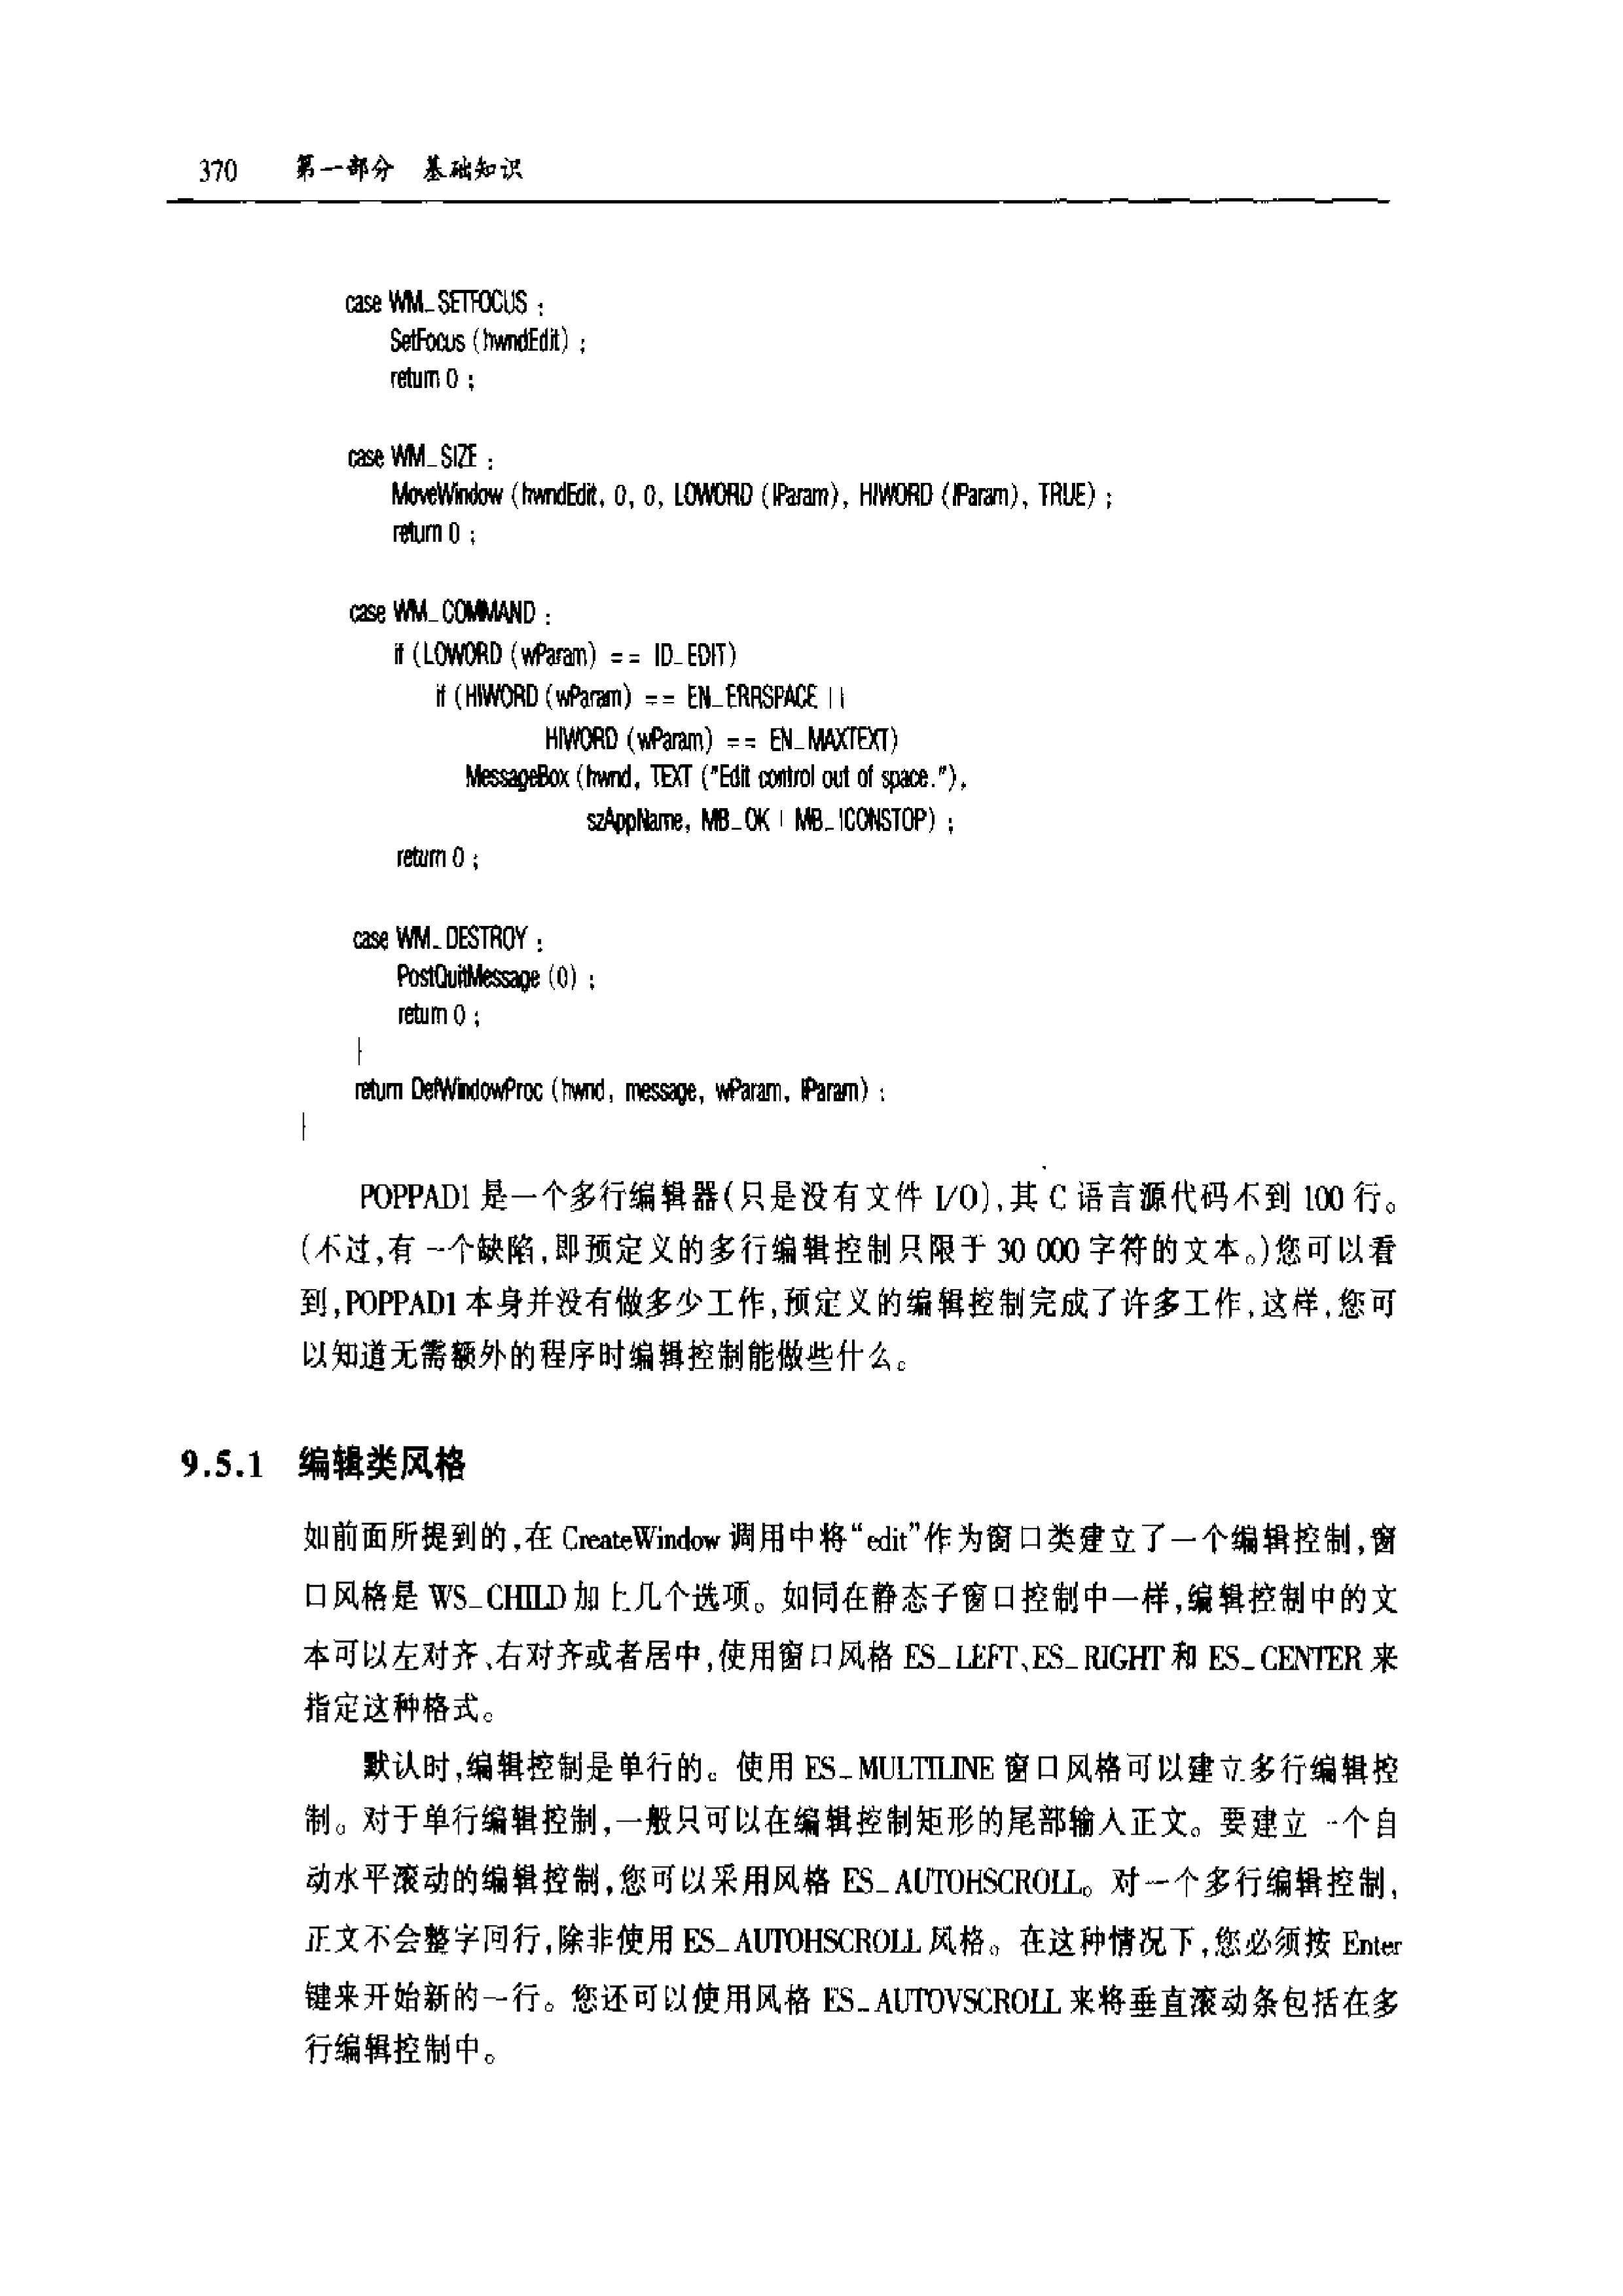 370 第一部分 基础知识
case WM_SETFOCUS :
SetFocus (hwndEdit) ;
return 0 ;
case WM_SIZE :
MoveWindow (hwndEdit, 0, 0, LOWORD (lParam), HIWORD (lParam), TRUE) ;
return 0 ;
case WM_COMMAND :
if (LOWORD (wParam) == ID_EDIT)
if (HIWORD (wParam) == EN_ERRSPACE ||
HIWORD (wParam) == EN_MAXTEXT)
MessageBox (hwnd, TEXT ("Edit control out of space."),
szAppName, MB_OK | MB_ICONSTOP) ;
return 0 ;
case WM_DESTROY :
PostQuitMessage (0) ;
return 0 ;
}
return DefWindowProc (hwnd, message, wParam, lParam) ;
}
POPPAD1 是一个多行编辑器(只是没有文件 I/O),其 C 语言源代码不到 100 行。
(不过,有一个缺陷,即预定义的多行编辑控制只限于 30 000 字符的文本。)您可以看
到,POPPAD1 本身并没有做多少工作,预定义的编辑控制完成了许多工作,这样,您可
以知道无需额外的程序时编辑控制能做些什么。
9.5.1 编辑类风格
如前面所提到的,在 CreateWindow 调用中将“edit”作为窗口类建立了一个编辑控制,窗
口风格是 WS_CHILD 加上几个选项。如同在静态子窗口控制中一样,编辑控制中的文
本可以左对齐、右对齐或者居中,使用窗口风格 ES_LEFT、ES_RIGHT 和 ES_CENTER 来
指定这种格式。
默认时,编辑控制是单行的。使用 ES_MULTILINE 窗口风格可以建立多行编辑控
制。对于单行编辑控制,一般只可以在编辑控制矩形的尾部输入正文。要建立一个自
动水平滚动的编辑控制,您可以采用风格 ES_AUTOHSCROLL。对一个多行编辑控制,
正文不会整字回行,除非使用 ES_AUTOHSCROLL 风格。在这种情况下,您必须按 Enter
键来开始新的一行。您还可以使用风格 ES_AUTOVSCROLL 来将垂直滚动条包括在多
行编辑控制中。